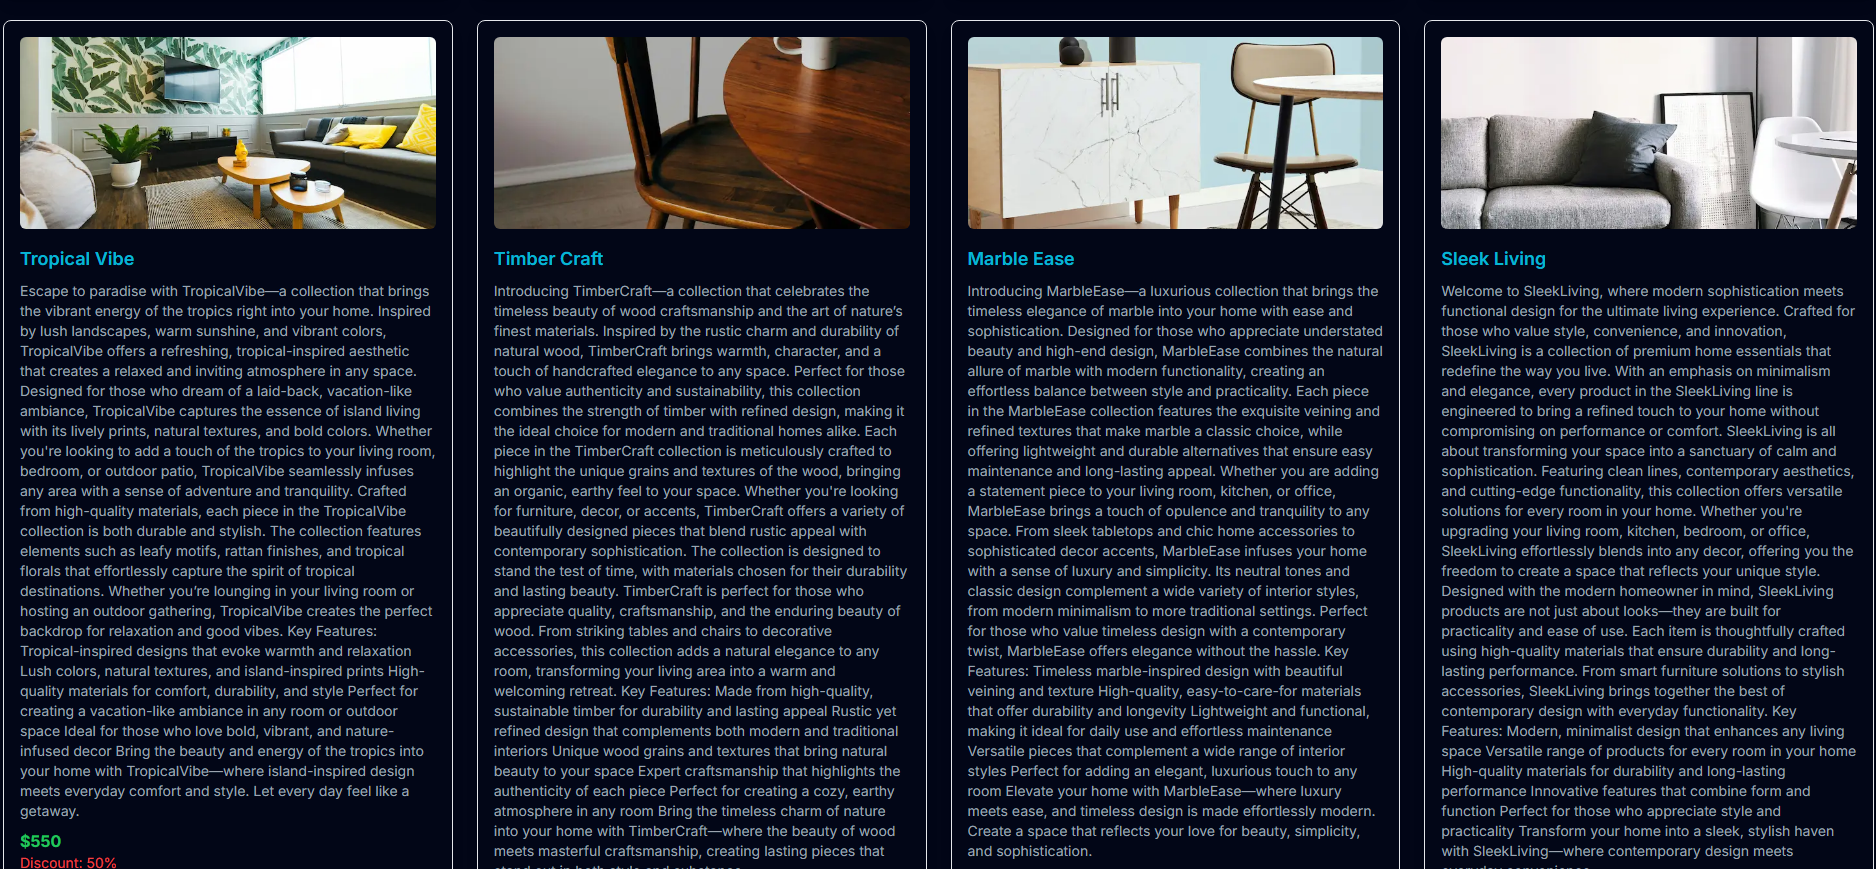 Tropical Vibe
Escape to paradise with TropicalVibe—a collection that brings
the vibrant energy of the tropics right into your home. Inspired
by lush landscapes, warm sunshine, and vibrant colors,
TropicalVibe offers a refreshing, tropical-inspired aesthetic
that creates a relaxed and inviting atmosphere in any space.
Designed for those who dream of a laid-back, vacation-like
ambiance, TropicalVibe captures the essence of island living
with its lively prints, natural textures, and bold colors. Whether
you're looking to add a touch of the tropics to your living room,
bedroom, or outdoor patio, TropicalVibe seamlessly infuses
any area with a sense of adventure and tranquility. Crafted
from high-quality materials, each piece in the TropicalVibe
collection is both durable and stylish. The collection features
elements such as leafy motifs, rattan finishes, and tropical
florals that effortlessly capture the spirit of tropical
destinations. Whether you’re lounging in your living room or
hosting an outdoor gathering, TropicalVibe creates the perfect
backdrop for relaxation and good vibes. Key Features:
Tropical-inspired designs that evoke warmth and relaxation
Lush colors, natural textures, and island-inspired prints High-
quality materials for comfort, durability, and style Perfect for
creating a vacation-like ambiance in any room or outdoor
space Ideal for those who love bold, vibrant, and nature-
infused decor Bring the beauty and energy of the tropics into
your home with TropicalVibe—where island-inspired design
meets everyday comfort and style. Let every day feel like a
getaway.
$550
Discount: 50%
Timber Craft
Introducing TimberCraft—a collection that celebrates the
timeless beauty of wood craftsmanship and the art of nature’s
finest materials. Inspired by the rustic charm and durability of
natural wood, TimberCraft brings warmth, character, and a
touch of handcrafted elegance to any space. Perfect for those
who value authenticity and sustainability, this collection
combines the strength of timber with refined design, making it
the ideal choice for modern and traditional homes alike. Each
piece in the TimberCraft collection is meticulously crafted to
highlight the unique grains and textures of the wood, bringing
an organic, earthy feel to your space. Whether you're looking
for furniture, decor, or accents, TimberCraft offers a variety of
beautifully designed pieces that blend rustic appeal with
contemporary sophistication. The collection is designed to
stand the test of time, with materials chosen for their durability
and lasting beauty. TimberCraft is perfect for those who
appreciate quality, craftsmanship, and the enduring beauty of
wood. From striking tables and chairs to decorative
accessories, this collection adds a natural elegance to any
room, transforming your living area into a warm and
welcoming retreat. Key Features: Made from high-quality,
sustainable timber for durability and lasting appeal Rustic yet
refined design that complements both modern and traditional
interiors Unique wood grains and textures that bring natural
beauty to your space Expert craftsmanship that highlights the
authenticity of each piece Perfect for creating a cozy, earthy
atmosphere in any room Bring the timeless charm of nature
into your home with TimberCraft—where the beauty of wood
meets masterful craftsmanship, creating lasting pieces that
Marble Ease
Introducing MarbleEase—a luxurious collection that brings the
timeless elegance of marble into your home with ease and
sophistication. Designed for those who appreciate understated
beauty and high-end design, MarbleEase combines the natural
allure of marble with modern functionality, creating an
effortless balance between style and practicality. Each piece
in the MarbleEase collection features the exquisite veining and
refined textures that make marble a classic choice, while
offering lightweight and durable alternatives that ensure easy
maintenance and long-lasting appeal. Whether you are adding
a statement piece to your living room, kitchen, or office,
MarbleEase brings a touch of opulence and tranquility to any
space. From sleek tabletops and chic home accessories to
sophisticated decor accents, MarbleEase infuses your home
with a sense of luxury and simplicity. Its neutral tones and
classic design complement a wide variety of interior styles,
from modern minimalism to more traditional settings. Perfect
for those who value timeless design with a contemporary
twist, MarbleEase offers elegance without the hassle. Key
Features: Timeless marble-inspired design with beautiful
veining and texture High-quality, easy-to-care-for materials
that offer durability and longevity Lightweight and functional,
making it ideal for daily use and effortless maintenance
Versatile pieces that complement a wide range of interior
styles Perfect for adding an elegant, luxurious touch to any
room Elevate your home with MarbleEase—where luxury
meets ease, and timeless design is made effortlessly modern.
Create a space that reflects your love for beauty, simplicity,
and sophistication.
Sleek Living
Welcome to SleekLiving, where modern sophistication meets
functional design for the ultimate living experience. Crafted for
those who value style, convenience, and innovation,
SleekLiving is a collection of premium home essentials that
redefine the way you live. With an emphasis on minimalism
and elegance, every product in the SleekLiving line is
engineered to bring a refined touch to your home without
compromising on performance or comfort. SleekLiving is all
about transforming your space into a sanctuary of calm and
sophistication. Featuring clean lines, contemporary aesthetics,
and cutting-edge functionality, this collection offers versatile
solutions for every room in your home. Whether you're
upgrading your living room, kitchen, bedroom, or office,
SleekLiving effortlessly blends into any decor, offering you the
freedom to create a space that reflects your unique style.
Designed with the modern homeowner in mind, SleekLiving
products are not just about looks—they are built for
practicality and ease of use. Each item is thoughtfully crafted
using high-quality materials that ensure durability and long-
lasting performance. From smart furniture solutions to stylish
accessories, SleekLiving brings together the best of
contemporary design with everyday functionality. Key
Features: Modern, minimalist design that enhances any living
space Versatile range of products for every room in your home
High-quality materials for durability and long-lasting
performance Innovative features that combine form and
function Perfect for those who appreciate style and
practicality Transform your home into a sleek, stylish haven
with SleekLiving—where contemporary design meets